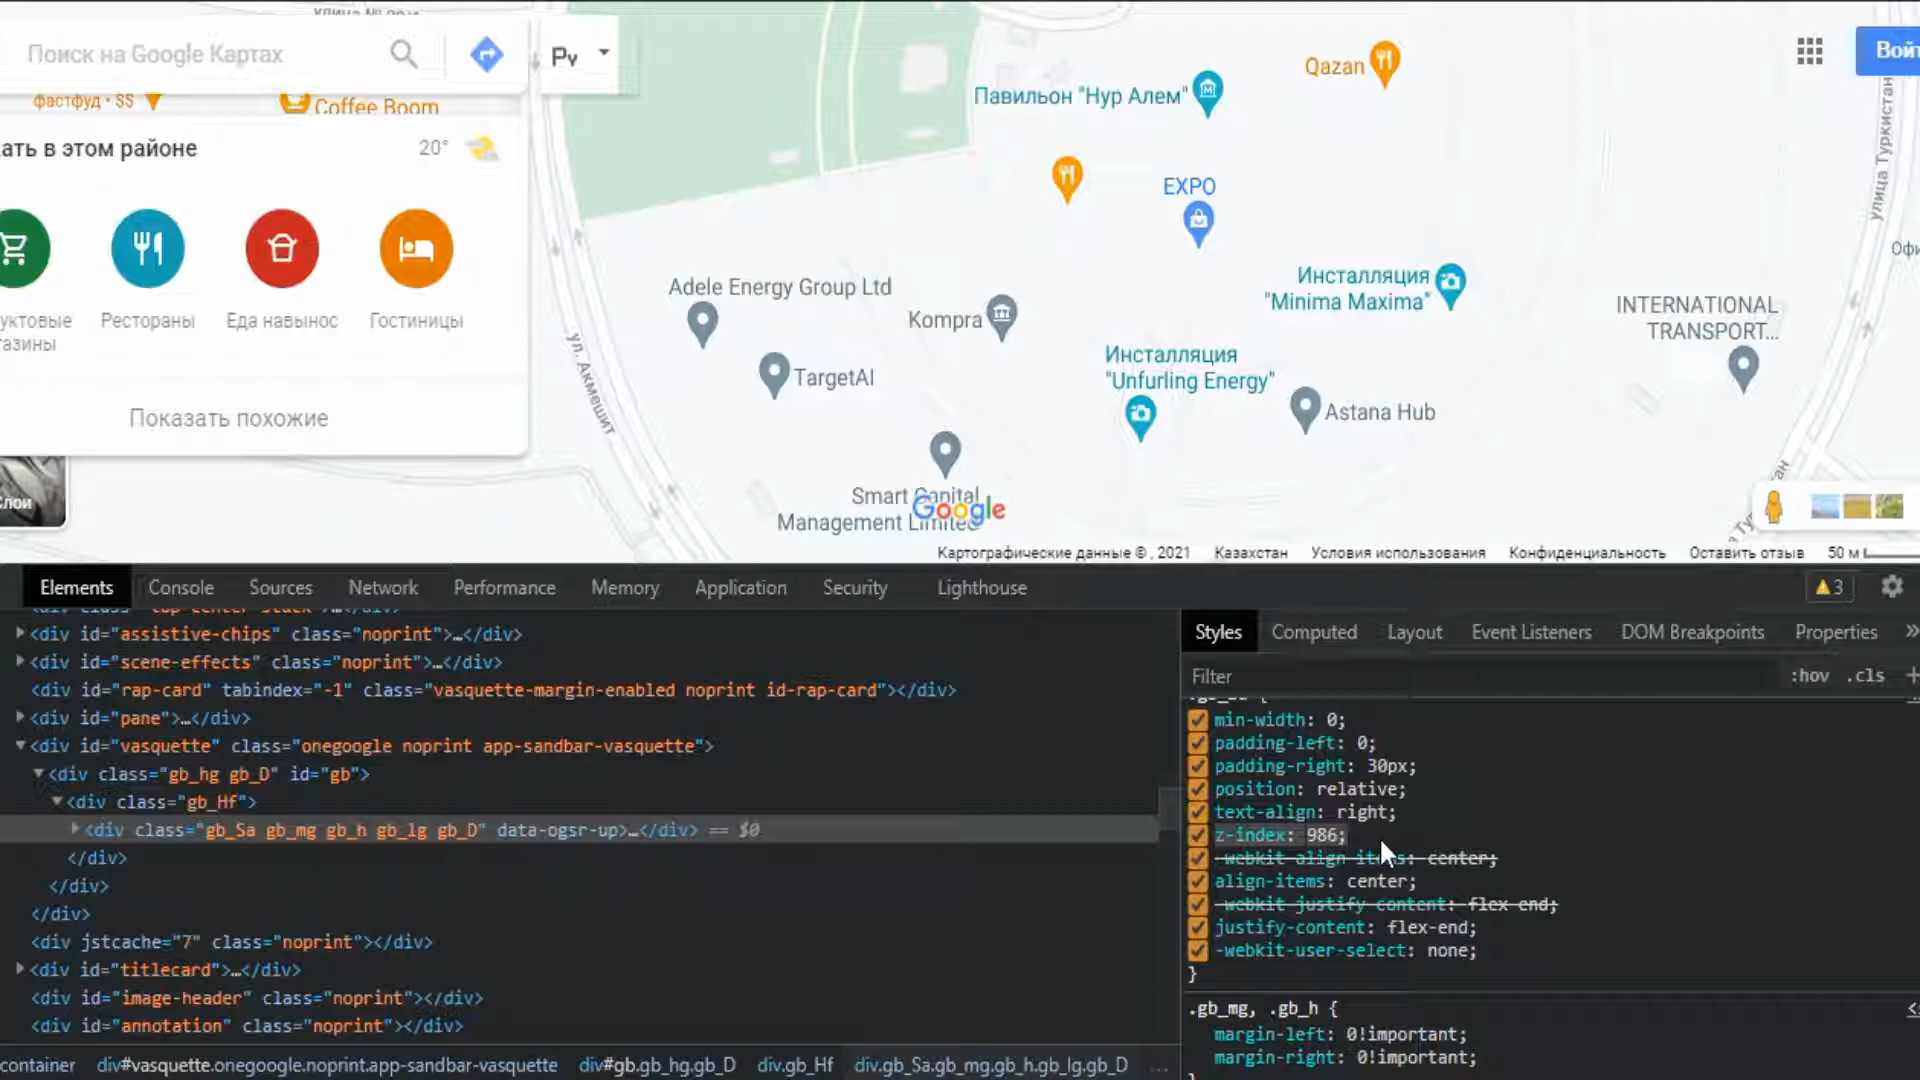 Поиск на Google Картах
Ру
Войт
фастфуд • $$
Coffee Boom
ать в этом районе
20°
уктовые
газины
Рестораны
Еда навынос
Гостиницы
Показать похожие
Слои
Qazan
Павильон "Нур Алем"
EXPO
улица Туркистан
Офи
Adele Energy Group Ltd
Kompra
Инсталляция
"Minima Maxima"
INTERNATIONAL
TRANSPORT...
ул. Акмешит
TargetAI
Инсталляция
"Unfurling Energy"
Astana Hub
Smart Capital
Management Limited
Google
Картографические данные © , 2021 Казахстан Условия использования Конфиденциальность Оставить отзыв 50 м
Elements Console Sources Network Performance Memory Application Security Lighthouse 3
<div id="assistive-chips" class="noprint">…</div>
<div id="scene-effects" class="noprint">…</div>
<div id="rap-card" tabindex="-1" class="vasquette-margin-enabled noprint id-rap-card"></div>
<div id="pane">…</div>
<div id="vasquette" class="onegoogle noprint app-sandbar-vasquette">
<div class="gb_hg gb_D" id="gb">
<div class="gb_Hf">
<div class="gb_Sa gb_mg gb_h gb_lg gb_D" data-ogsr-up>…</div> == $0
</div>
</div>
</div>
<div jstcache="7" class="noprint"></div>
<div id="titlecard">…</div>
<div id="image-header" class="noprint"></div>
<div id="annotation" class="noprint"></div>
container div#vasquette.onegoogle.noprint.app-sandbar-vasquette div#gb.gb_hg.gb_D div.gb_Hf div.gb_Sa.gb_mg.gb_h.gb_lg.gb_D ...
Styles Computed Layout Event Listeners DOM Breakpoints Properties »
Filter :hov .cls +
min-width: 0;
padding-left: 0;
padding-right: 30px;
position: relative;
text-align: right;
z-index: 986;
-webkit-align-items: center;
align-items: center;
-webkit-justify-content: flex-end;
justify-content: flex-end;
-webkit-user-select: none;
}
.gb_mg, .gb_h {
margin-left: 0!important;
margin-right: 0!important;